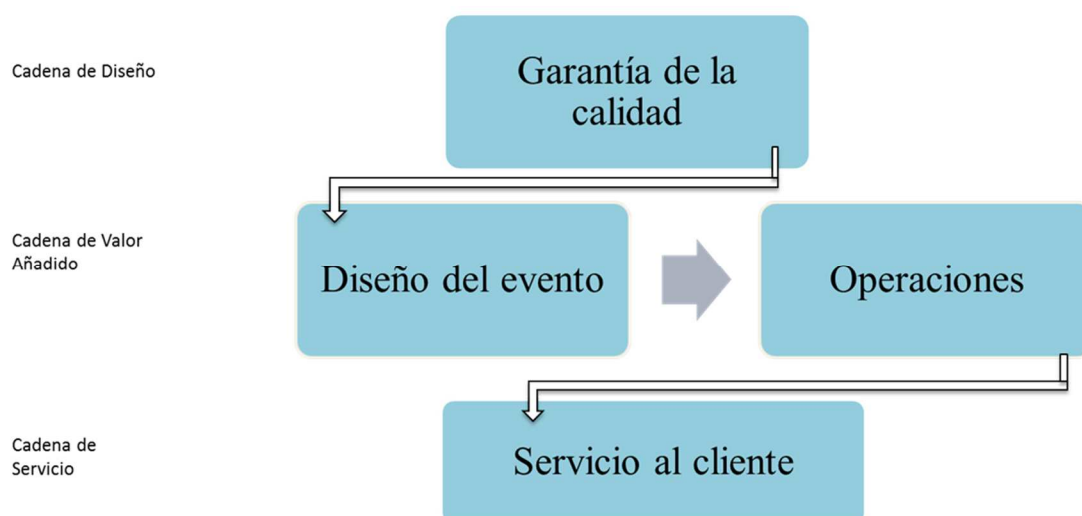 Cadena de Diseño
Garantía de la
calidad
Cadena de Valor
Añadido
Diseño del evento
Operaciones
Cadena de
Servicio
Servicio al cliente